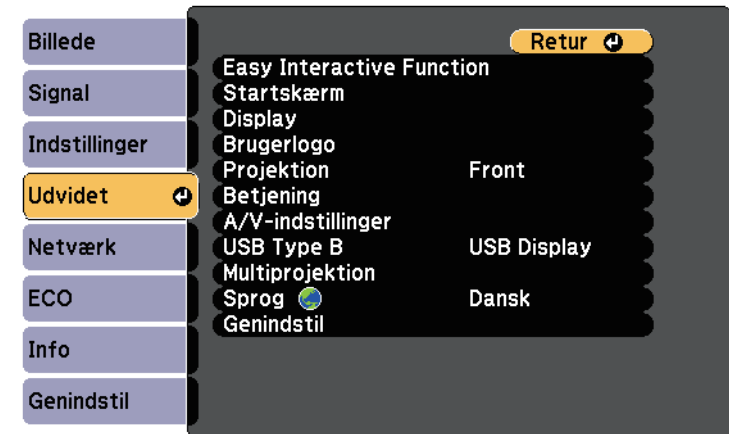 Billede
Signal
Indstillinger
Udvidet
Netværk
ECO
Info
Genindstil
Retur
Easy Interactive Function
Startskærm
Display
Brugerlogo
Projektion Front
Betjening
A/V-indstillinger
USB Type B USB Display
Multiprojektion
Sprog Dansk
Genindstil